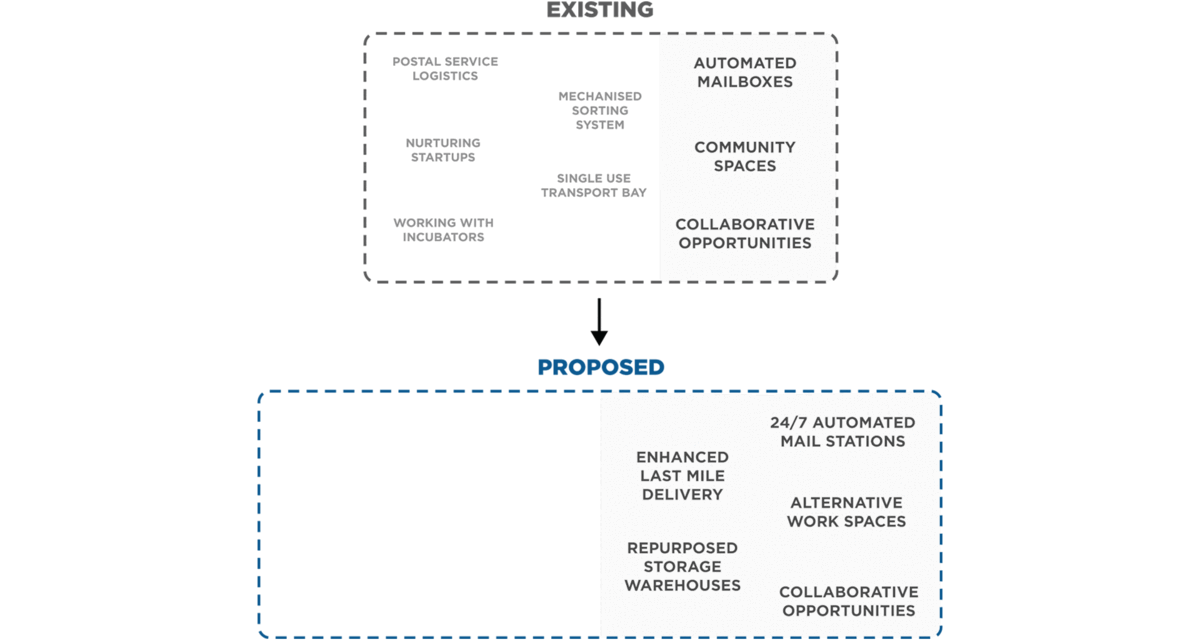 EXISTING
POSTAL SERVICE
LOGISTICS
NURTURING
STARTUPS
WORKING WITH
INCUBATORS
MECHANISED
SORTING
SYSTEM
SINGLE USE
TRANSPORT BAY
AUTOMATED
MAILBOXES
COMMUNITY
SPACES
COLLABORATIVE
OPPORTUNITIES
PROPOSED
ENHANCED
LAST MILE
DELIVERY
REPURPOSED
STORAGE
WAREHOUSES
24/7 AUTOMATED
MAIL STATIONS
ALTERNATIVE
WORK SPACES
COLLABORATIVE
OPPORTUNITIES